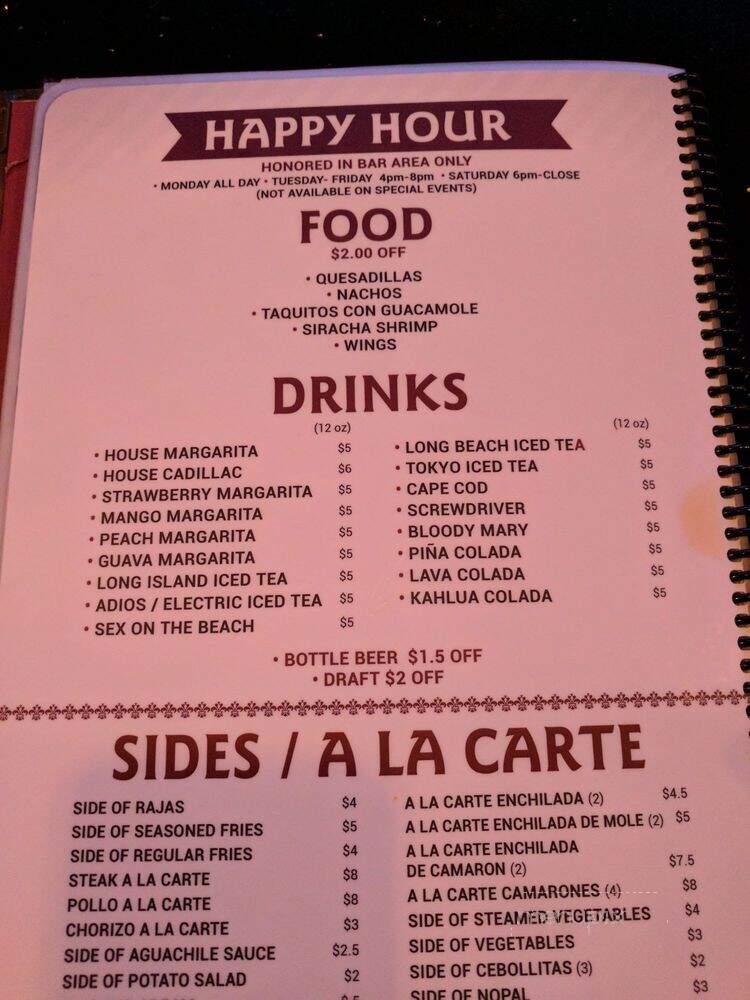 HAPPY HOUR
HONORED IN BAR AREA ONLY
• MONDAY ALL DAY • TUESDAY- FRIDAY 4pm-8pm • SATURDAY 6pm-CLOSE
(NOT AVAILABLE ON SPECIAL EVENTS)
FOOD
$2.00 OFF
• QUESADILLAS
• NACHOS
• TAQUITOS CON GUACAMOLE
• SIRACHA SHRIMP
• WINGS
DRINKS
(12 oz)
• HOUSE MARGARITA $5
• HOUSE CADILLAC $6
• STRAWBERRY MARGARITA $5
• MANGO MARGARITA $5
• PEACH MARGARITA $5
• GUAVA MARGARITA $5
• LONG ISLAND ICED TEA $5
• ADIOS / ELECTRIC ICED TEA $5
• SEX ON THE BEACH $5
(12 oz)
• LONG BEACH ICED TEA $5
• TOKYO ICED TEA $5
• CAPE COD $5
• SCREWDRIVER $5
• BLOODY MARY $5
• PIÑA COLADA $5
• LAVA COLADA $5
• KAHLUA COLADA $5
• BOTTLE BEER $1.5 OFF
• DRAFT $2 OFF
SIDES / A LA CARTE
SIDE OF RAJAS $4
SIDE OF SEASONED FRIES $5
SIDE OF REGULAR FRIES $4
STEAK A LA CARTE $8
POLLO A LA CARTE $8
CHORIZO A LA CARTE $3
SIDE OF AGUACHILE SAUCE $2.5
SIDE OF POTATO SALAD $2
A LA CARTE ENCHILADA (2) $4.5
A LA CARTE ENCHILADA DE MOLE (2) $5
A LA CARTE ENCHILADA
DE CAMARON (2) $7.5
A LA CARTE CAMARONES (4) $8
SIDE OF STEAMED VEGETABLES $4
SIDE OF VEGETABLES $3
SIDE OF CEBOLLITAS (3) $2
SIDE OF NOPAL $3